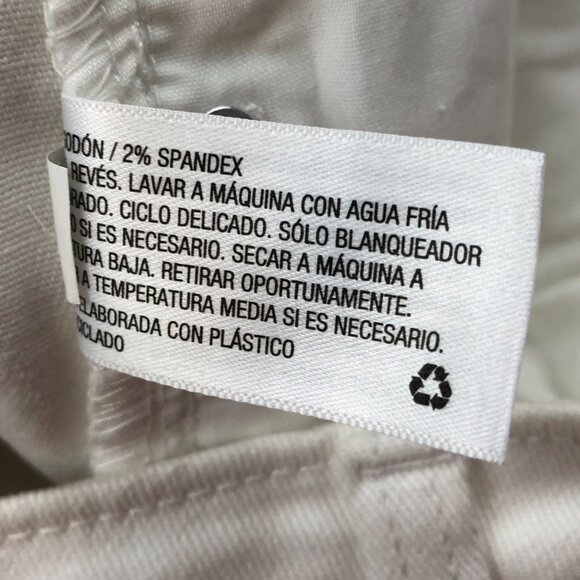 ODÓN / 2% SPANDEX
REVÉS. LAVAR A MÁQUINA CON AGUA FRÍA
RADO. CICLO DELICADO. SÓLO BLANQUEADOR
O SI ES NECESARIO. SECAR A MÁQUINA A
TURA BAJA. RETIRAR OPORTUNAMENTE.
A TEMPERATURA MEDIA SI ES NECESARIO.
ELABORADA CON PLÁSTICO
CICLADO